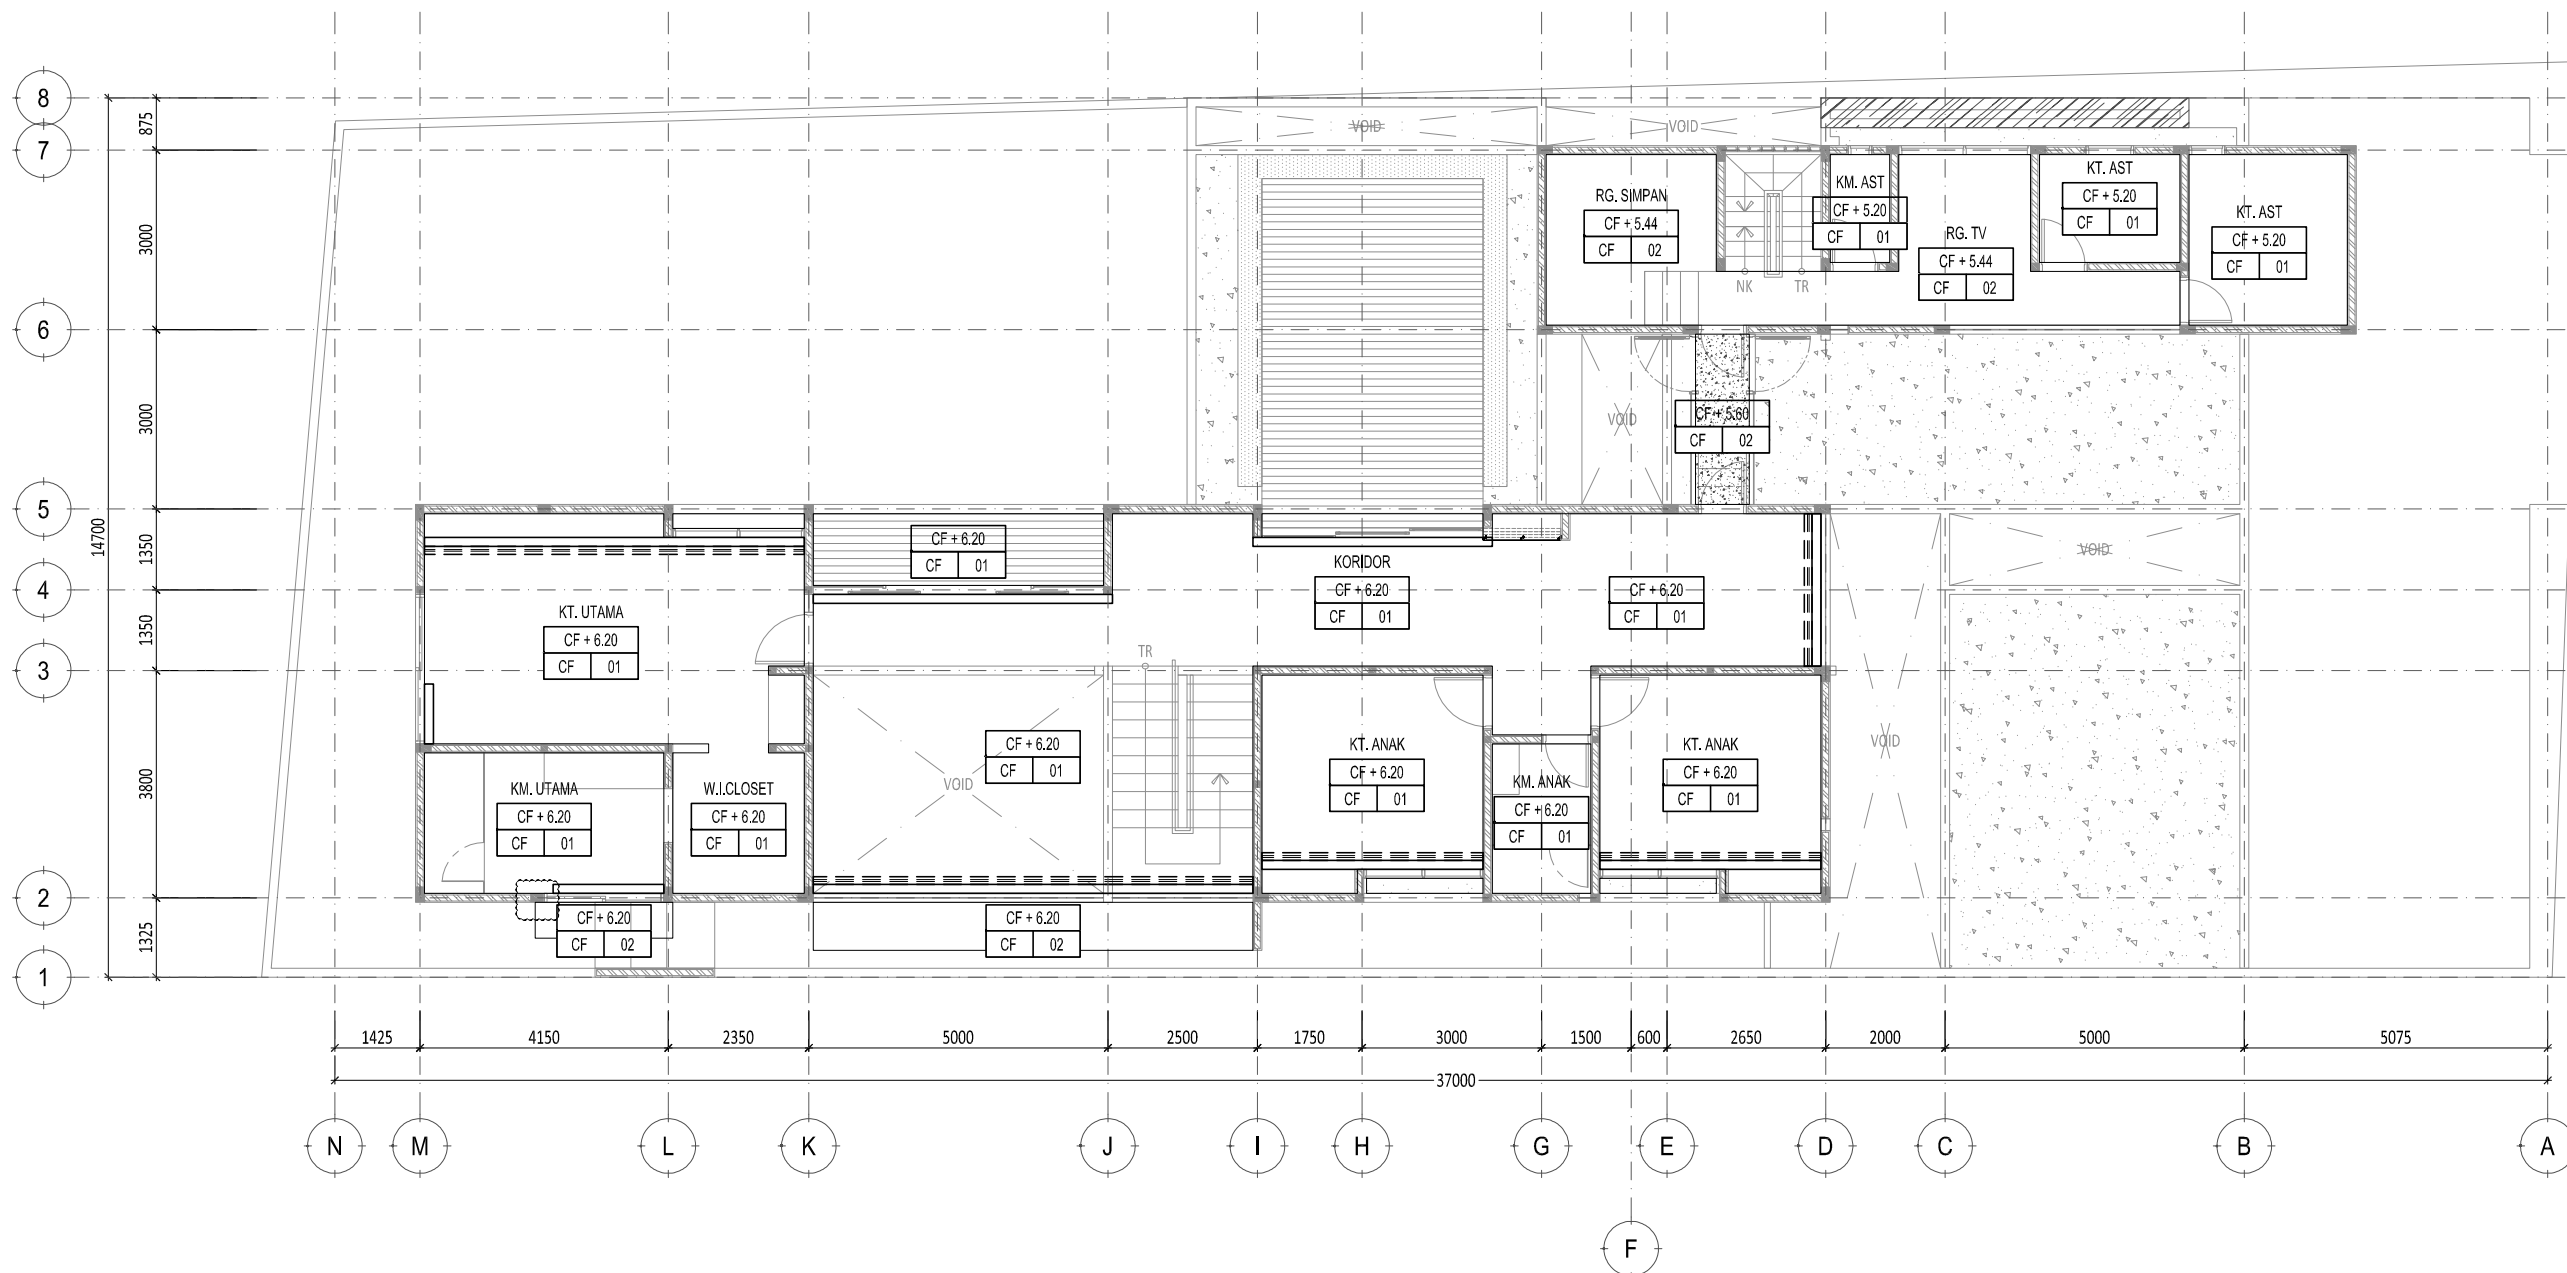 8
875
VOID
VOID
7
KT. AST
CF + 5.20
CF 01
KM. AST
CF + 5.20
CF 01
RG. SIMPAN
CF + 5.44
CF 02
KT. AST
CF + 5.20
CF 01
3000
RG. TV
CF + 5.44
CF 02
NK
TR
6
3000
VOID
CF + 5.60
CF 02
5
14700
1350
CF + 6.20
CF 01
VOID
4
KORIDOR
CF + 6.20
CF 01
CF + 6.20
CF 01
1350
KT. UTAMA
CF + 6.20
CF 01
TR
3
3800
CF + 6.20
CF 01
VOID
KT. ANAK
CF + 6.20
CF 01
KT. ANAK
CF + 6.20
CF 01
VOID
KM. UTAMA
CF + 6.20
CF 01
W.I.CLOSET
CF + 6.20
CF 01
KM. ANAK
CF + 6.20
CF 01
2
CF + 6.20
CF 02
CF + 6.20
CF 02
1325
1
1425 4150 2350 5000 2500 1750 3000 1500 600 2650 2000 5000 5075
37000
N M L K J I H G E D C B A
F